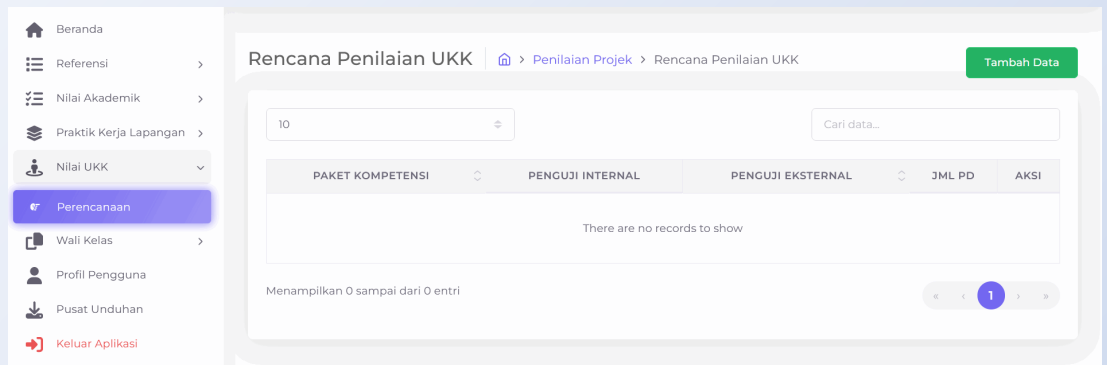 Beranda
Referensi
Nilai Akademik
Praktik Kerja Lapangan
Nilai UKK
Perencanaan
Wali Kelas
Profil Pengguna
Pusat Unduhan
Keluar Aplikasi
Rencana Penilaian UKK
Penilaian Projek > Rencana Penilaian UKK
Tambah Data
10
Cari data...
PAKET KOMPETENSI PENGUJI INTERNAL PENGUJI EKSTERNAL JML PD AKSI
There are no records to show
Menampilkan 0 sampai dari 0 entri
« ‹ 1 › »